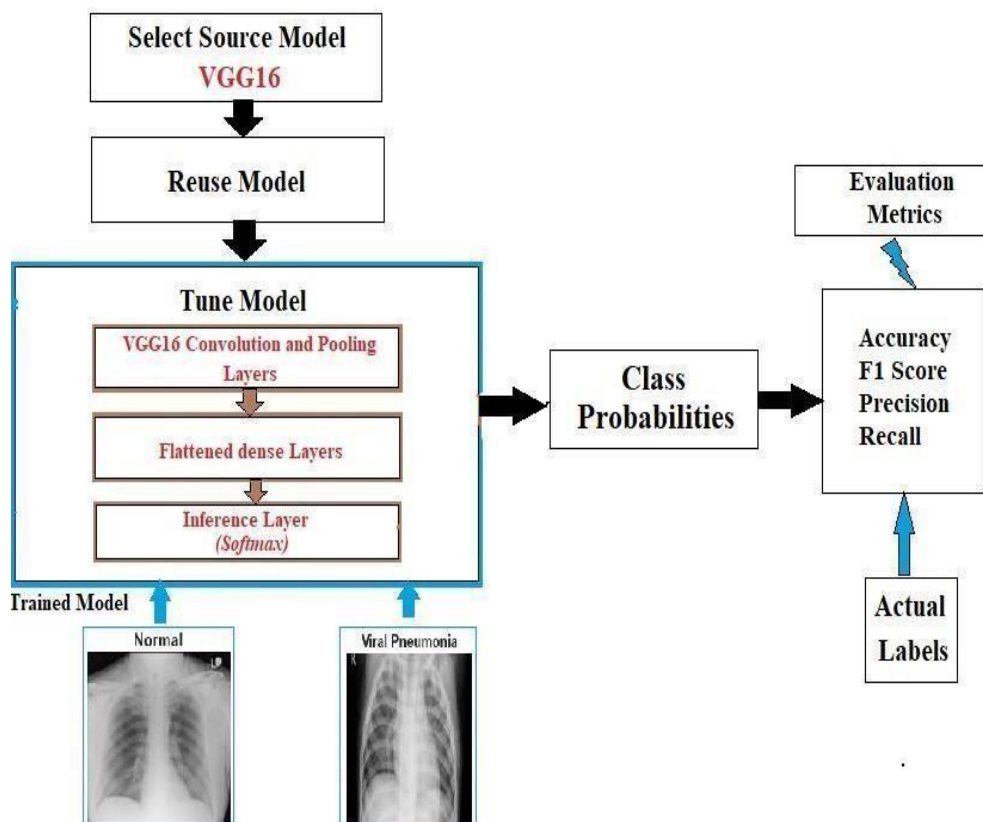 Select Source Model
VGG16
Reuse Model
Tune Model
VGG16 Convolution and Pooling
Layers
Flattened dense Layers
Inference Layer
(Softmax)
Trained Model
Normal
Viral Pneumonia
R
Class
Probabilities
Evaluation
Metrics
Accuracy
F1 Score
Precision
Recall
Actual
Labels